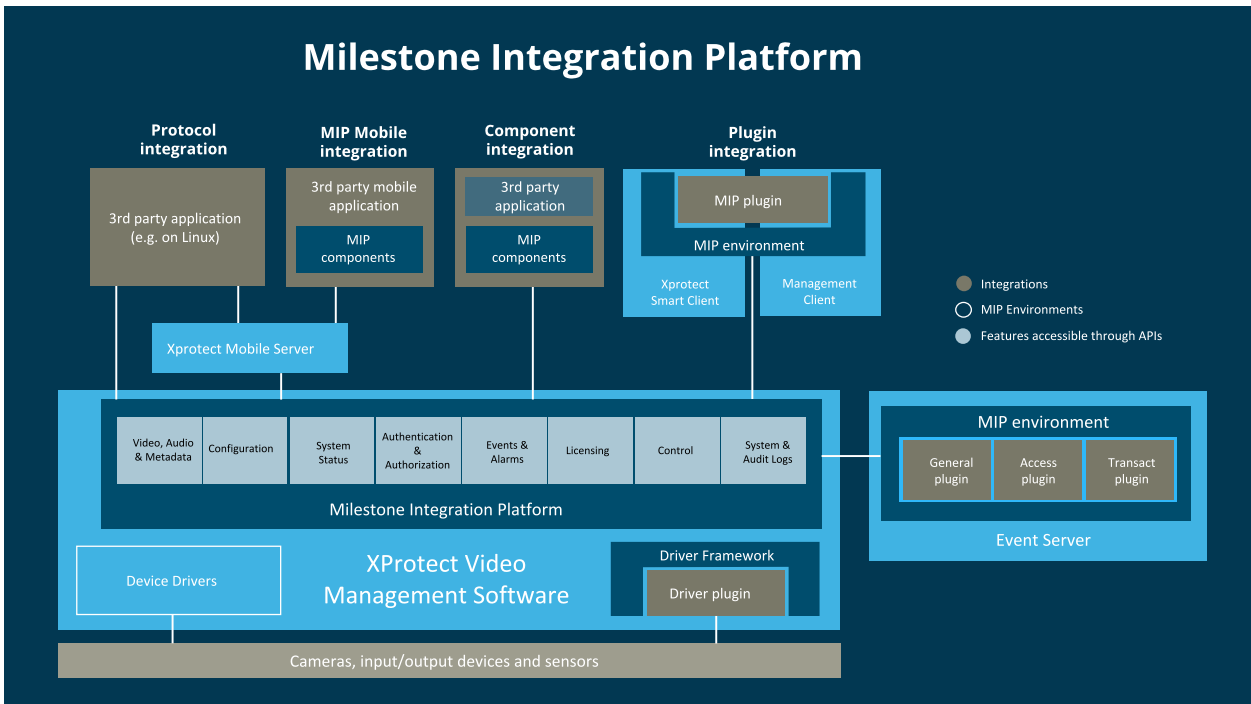 Milestone Integration Platform
Protocol
integration
MIP Mobile
integration
Component
integration
Plugin
integration
3rd party application
(e.g. on Linux)
3rd party mobile
application
MIP
components
3rd party
application
MIP
components
MIP plugin
MIP environment
Xprotect
Smart Client
Management
Client
Integrations
MIP Environments
Features accessible through APIs
Xprotect Mobile Server
Video, Audio
& Metadata
Configuration
System
Status
Authentication
&
Authorization
Events &
Alarms
Licensing
Control
System &
Audit Logs
Milestone Integration Platform
MIP environment
General
plugin
Access
plugin
Transact
plugin
Event Server
Device Drivers
XProtect Video
Management Software
Driver Framework
Driver plugin
Cameras, input/output devices and sensors